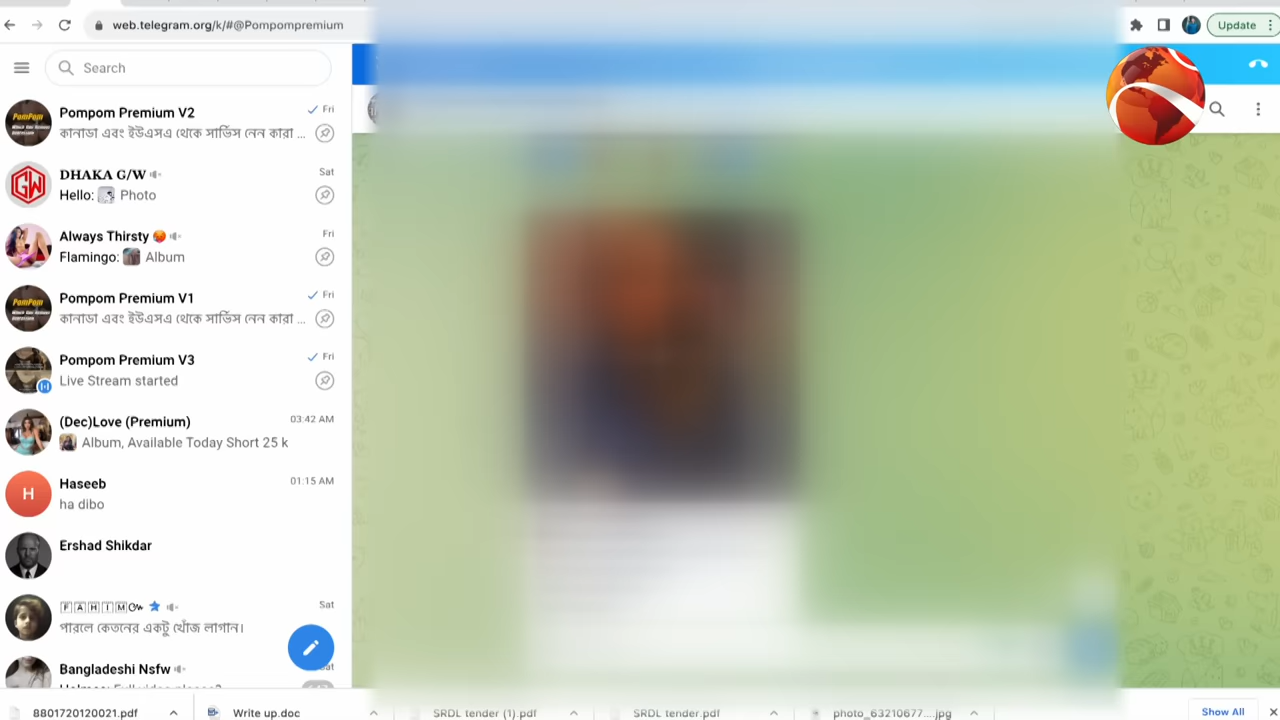 web.telegram.org/k/#@Pompompremium
Update
Search
Pompom Premium V2
Fri
কানাডা এবং ইউএসএ থেকে সার্ভিস নেন কারা ...
DHAKA G/W
Sat
Hello: Photo
Always Thirsty
Fri
Flamingo: Album
Pompom Premium V1
Fri
কানাডা এবং ইউএসএ থেকে সার্ভিস নেন কারা ...
Pompom Premium V3
Fri
Live Stream started
(Dec)Love (Premium)
03:42 AM
Album, Available Today Short 25 k
H
Haseeb
01:15 AM
ha dibo
Ershad Shikdar
FAHIM
Sat
পারলে কেতনের একটু খোঁজ লাগান।
Bangladeshi Nsfw
8801720120021.pdf
Write up.doc
SRDL tender (1).pdf
SRDL tender.pdf
photo_63210677....jpg
Show All